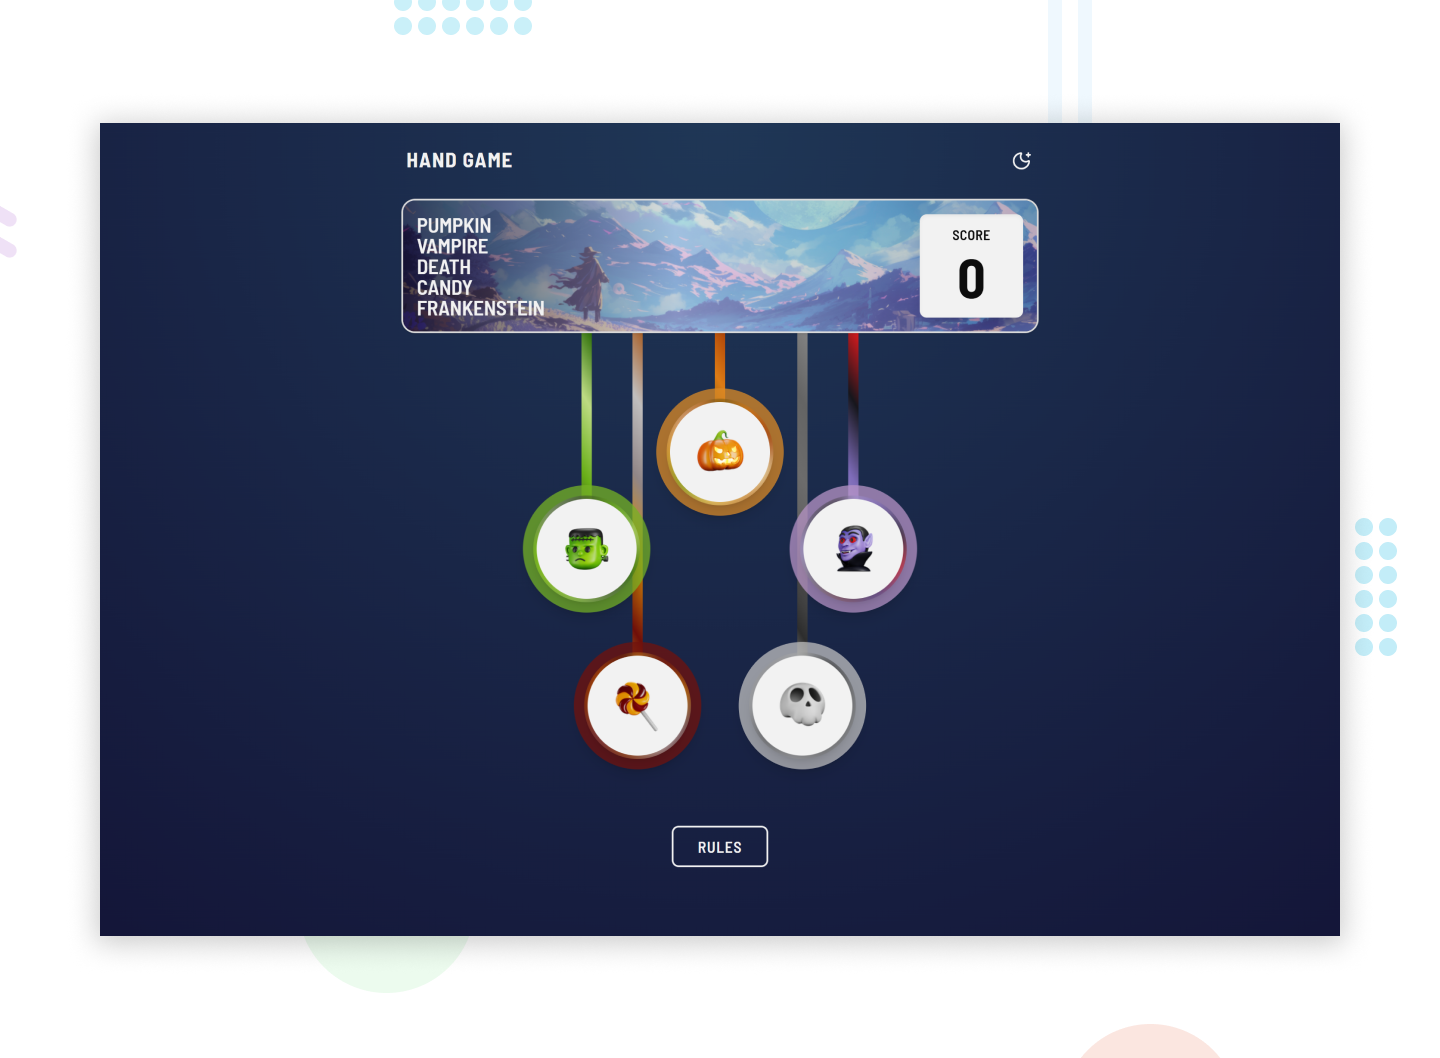 HAND GAME
PUMPKIN
VAMPIRE
DEATH
CANDY
FRANKENSTEIN
SCORE
0
RULES